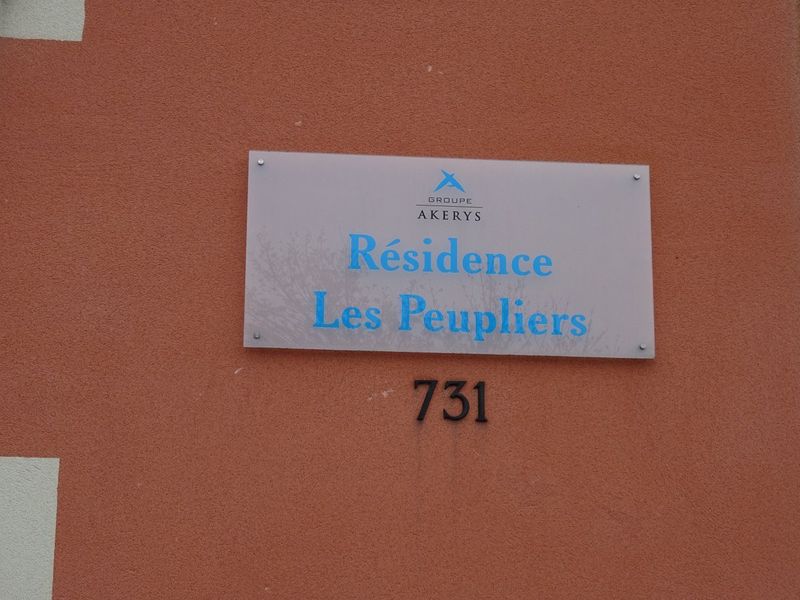 GROUPE
AKERYS
Résidence
Les Peupliers
731